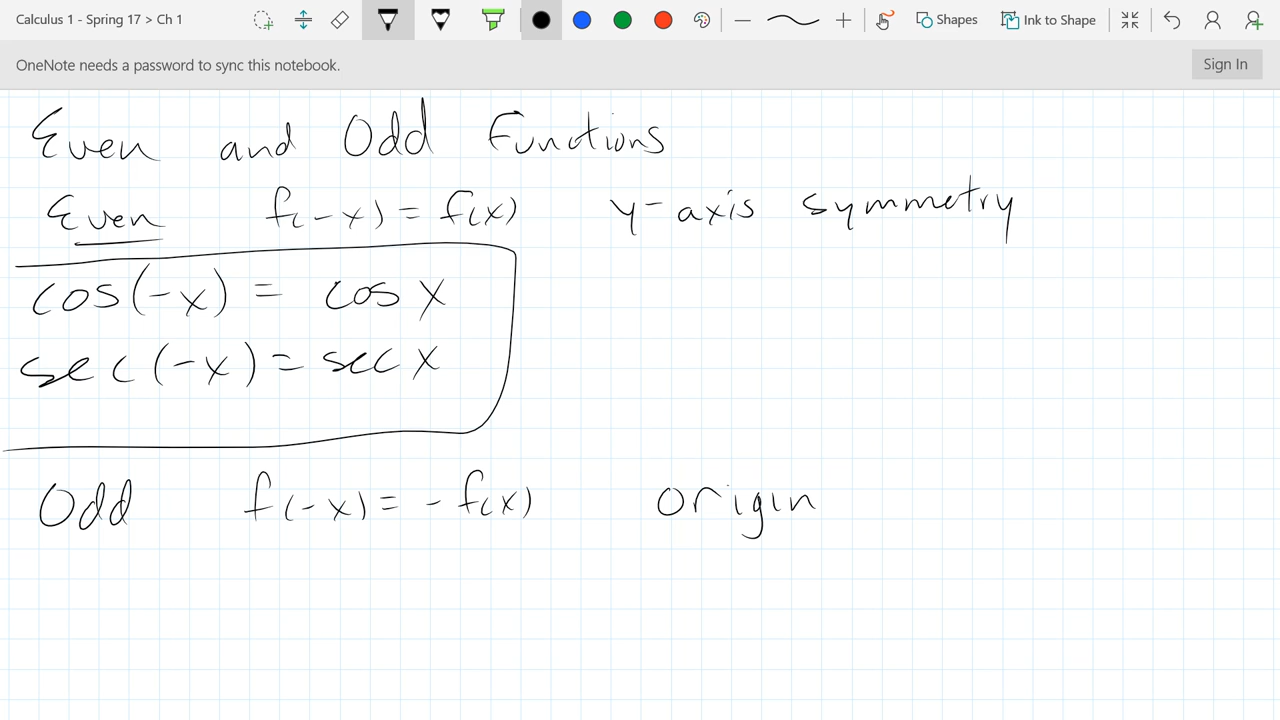 Calculus 1 - Spring 17 > Ch 1 Shapes Ink to Shape
OneNote needs a password to sync this notebook. Sign In
Even and Odd Functions
Even f(-x) = f(x) y-axis symmetry
cos(-x) = cos x
sec(-x) = sec x
Odd f(-x) = - f(x) origin